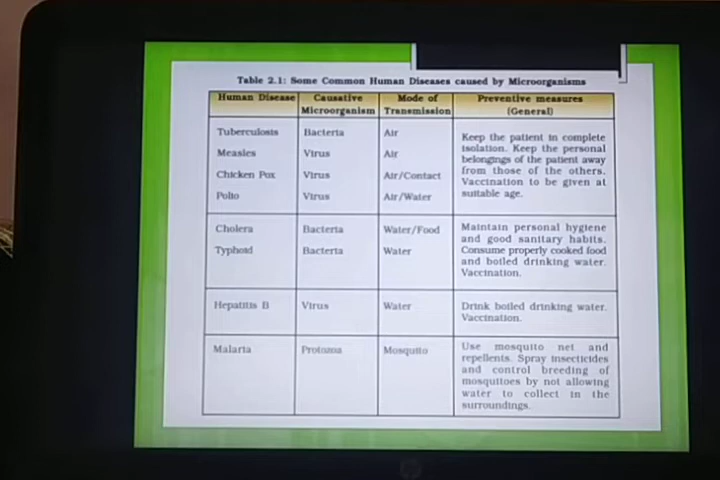 Table 2.1: Some Common Human Diseases caused by Microorganisms
Human Disease Causative Microorganism Mode of Transmission Preventive measures (General)
Tuberculosis Bacteria Air
Measles Virus Air
Chicken Pox Virus Air/Contact
Polio Virus Air/Water
Keep the patient in complete
isolation. Keep the personal
belongings of the patient away
from those of the others.
Vaccination to be given at
suitable age.
Cholera Bacteria Water/Food
Typhoid Bacteria Water
Maintain personal hygiene
and good sanitary habits.
Consume properly cooked food
and boiled drinking water.
Vaccination.
Hepatitis B Virus Water
Drink boiled drinking water.
Vaccination.
Malaria Protozoa Mosquito
Use mosquito net and
repellents. Spray insecticides
and control breeding of
mosquitoes by not allowing
water to collect in the
surroundings.